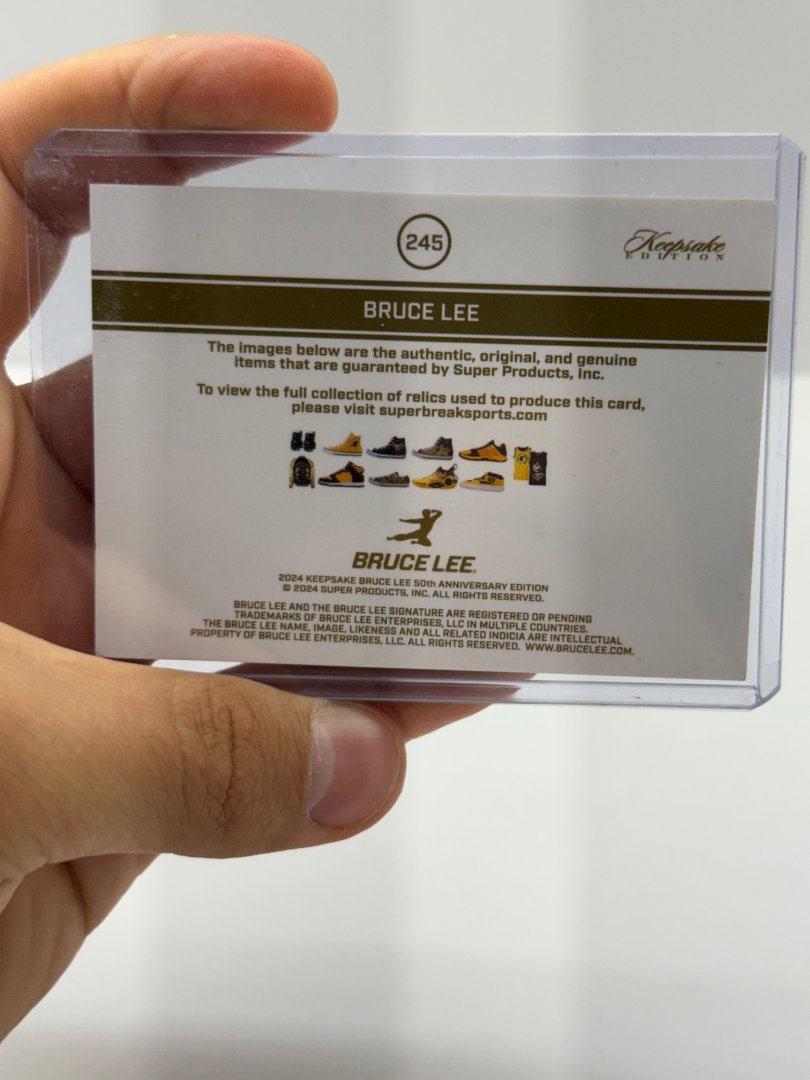 245
Keepsake
EDITION
BRUCE LEE
The images below are the authentic, original, and genuine
items that are guaranteed by Super Products, Inc.
To view the full collection of relics used to produce this card,
please visit superbreaksports.com
BRUCE LEE®
2024 KEEPSAKE BRUCE LEE 50th ANNIVERSARY EDITION
© 2024 SUPER PRODUCTS, INC. ALL RIGHTS RESERVED.
BRUCE LEE AND THE BRUCE LEE SIGNATURE ARE REGISTERED OR PENDING
TRADEMARKS OF BRUCE LEE ENTERPRISES, LLC IN MULTIPLE COUNTRIES.
THE BRUCE LEE NAME, IMAGE, LIKENESS AND ALL RELATED INDICIA ARE INTELLECTUAL
PROPERTY OF BRUCE LEE ENTERPRISES, LLC. ALL RIGHTS RESERVED. WWW.BRUCELEE.COM.